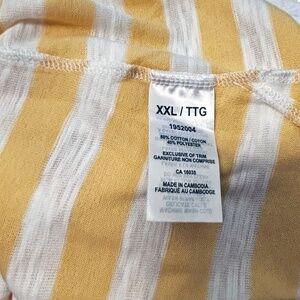 XXL / TTG
1952004
60% COTTON / COTON
40% POLYESTER
EXCLUSIVE OF TRIM
GARNITURE NON COMPRISE
CA 16035
MADE IN CAMBODIA
FABRIQUÉ AU CAMBODGE